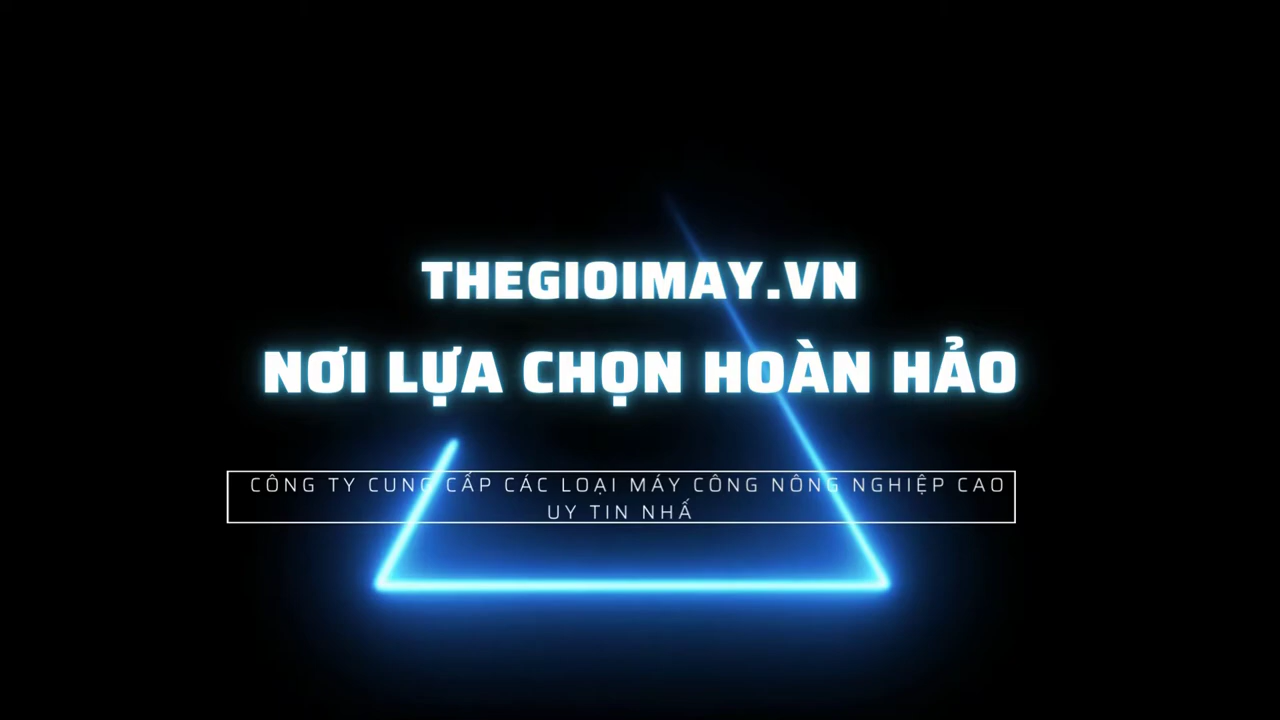 THEGIOIMAY.VN
NƠI LỰA CHỌN HOÀN HẢO
CÔNG TY CUNG CẤP CÁC LOẠI MÁY CÔNG NÔNG NGHIỆP CAO
UY TIN NHẤ